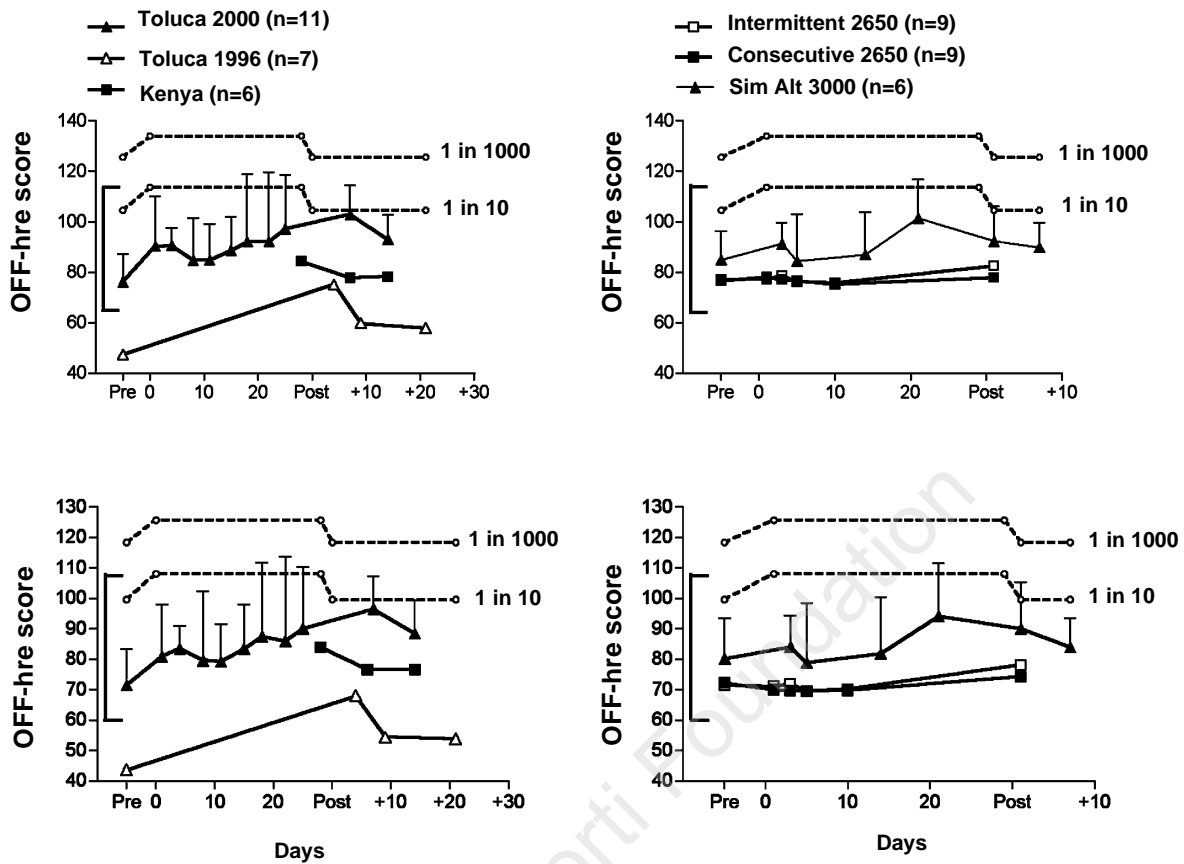 Toluca 2000 (n=11)
Toluca 1996 (n=7)
Kenya (n=6)
Intermittent 2650 (n=9)
Consecutive 2650 (n=9)
Sim Alt 3000 (n=6)
OFF-hre score
140
120
100
80
60
40
1 in 1000
1 in 10
Pre 0 10 20 Post +10 +20 +30
OFF-hre score
140
120
100
80
60
40
1 in 1000
1 in 10
Pre 0 10 20 Post +10
OFF-hre score
130
120
110
100
90
80
70
60
50
40
1 in 1000
1 in 10
Pre 0 10 20 Post +10 +20 +30
Days
OFF-hre score
130
120
110
100
90
80
70
60
50
40
1 in 1000
1 in 10
Pre 0 10 20 Post +10
Days
orti Foundation